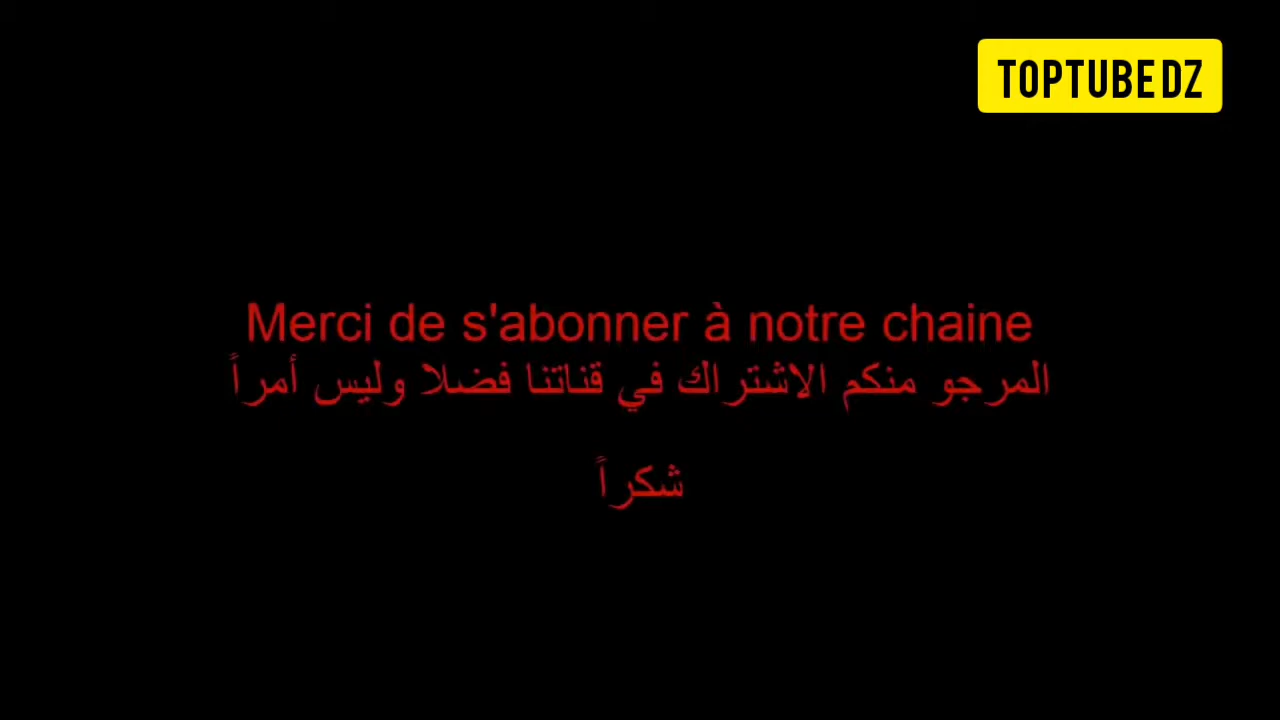 TOPTUBE DZ
Merci de s'abonner à notre chaine
المرجو منكم الاشتراك في قناتنا فضلا وليس أمراً
شكراً